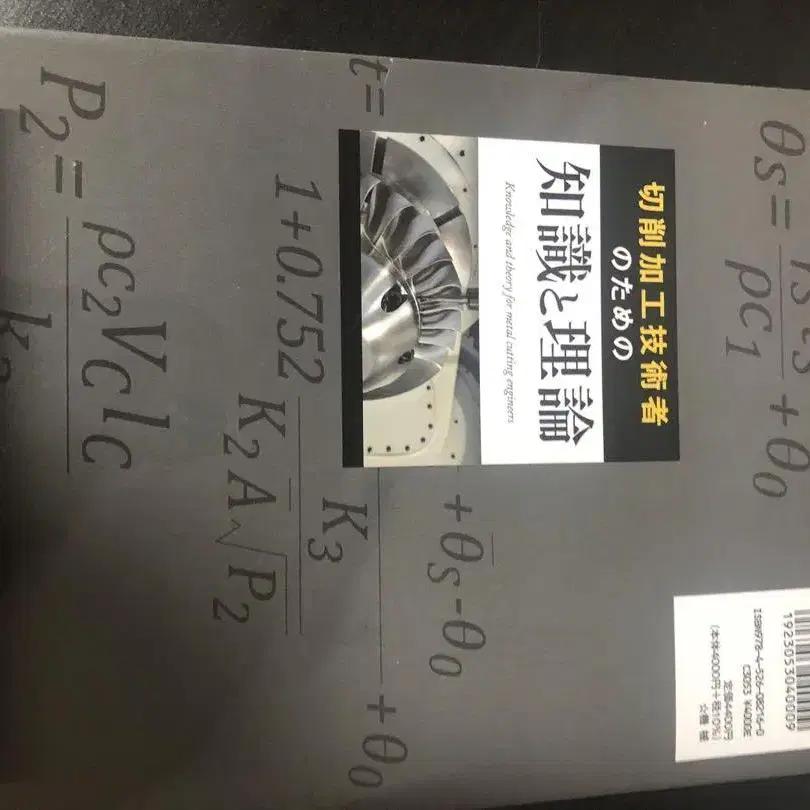 切削加工技術者
のための
知識と理論
Knowledge and theory for metal cutting engineers
θS=
ρc1
+θ0
t=
+θ̄S-θ0
1+0.752
K3
K2Ā√P2
+θ0
P2=
ρc2VClC
1923053040009
ISBN978-4-526-08216-0
C3053 ¥4000E
定価4400円
(本体4000円+税10%)